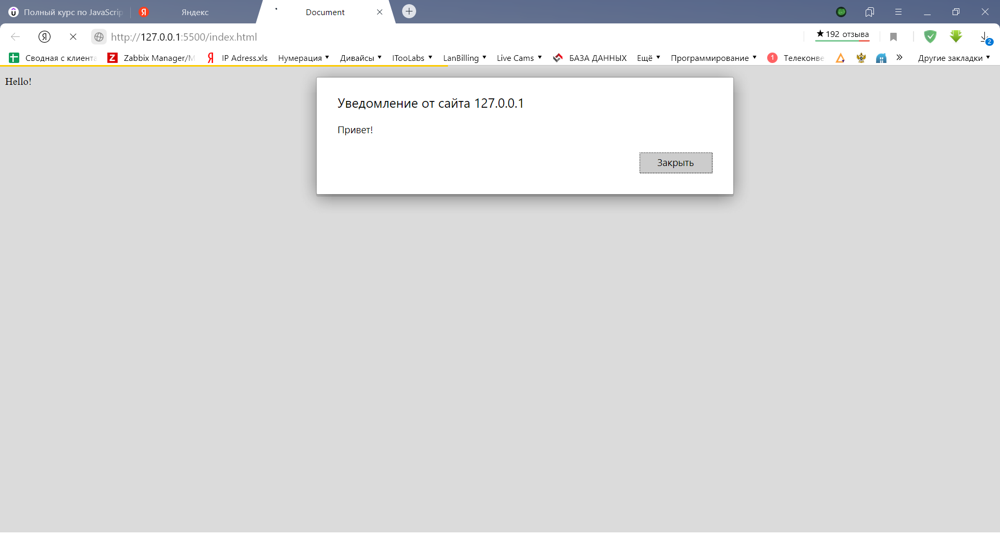 Полный курс по JavaScrip
Яндекс
Document
http://127.0.0.1:5500/index.html
192 отзыва
2
Сводная с клиента
Zabbix Manager/M
IP Adress.xls
Нумерация
Дивайсы
IТooLabs
LanBilling
Live Cams
БАЗА ДАННЫХ
Ещё
Программирование
1
Телеконве
Другие закладки
Hello!
Уведомление от сайта 127.0.0.1
Привет!
Закрыть